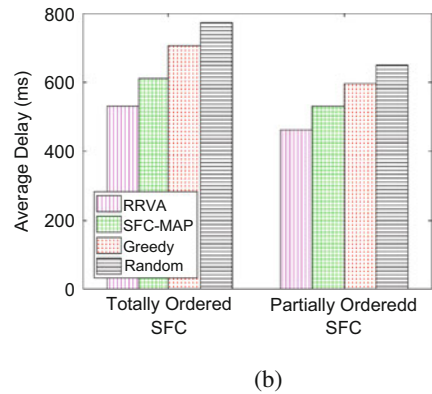 800
600
400
200
0
Average Delay (ms)
RRVA
SFC-MAP
Greedy
Random
Totally Ordered
SFC
Partially Orderedd
SFC
(b)